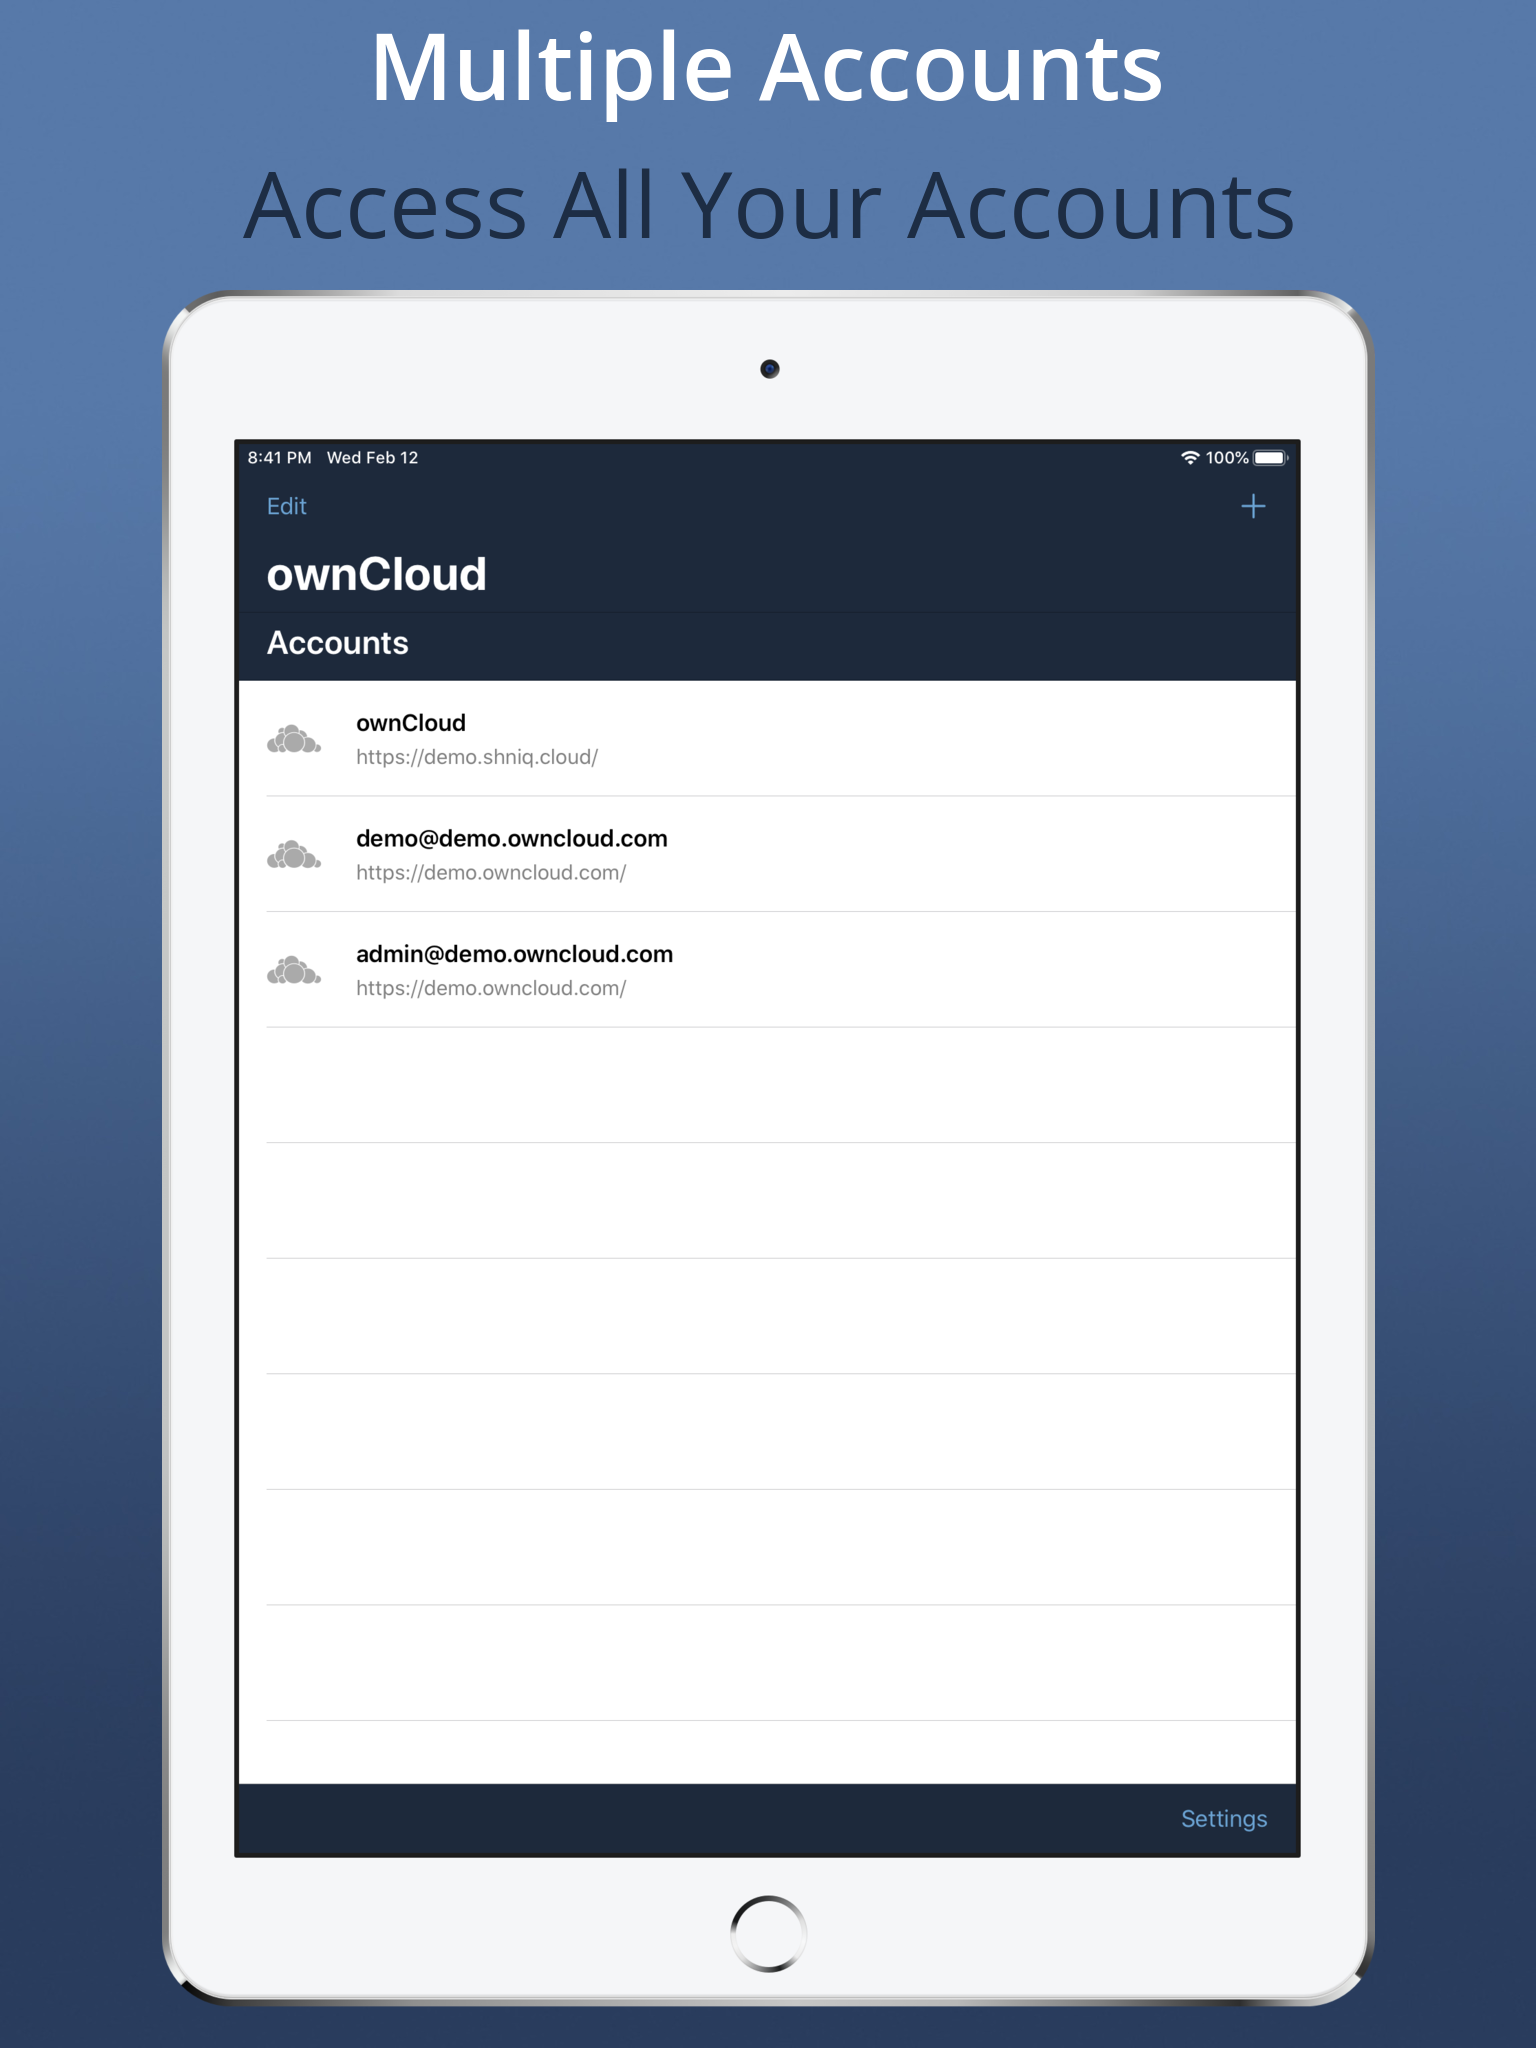 Multiple Accounts
Access All Your Accounts
8:41 PM Wed Feb 12 100%
Edit
ownCloud
Accounts
ownCloud
https://demo.shniq.cloud/
demo@demo.owncloud.com
https://demo.owncloud.com/
admin@demo.owncloud.com
https://demo.owncloud.com/
Settings